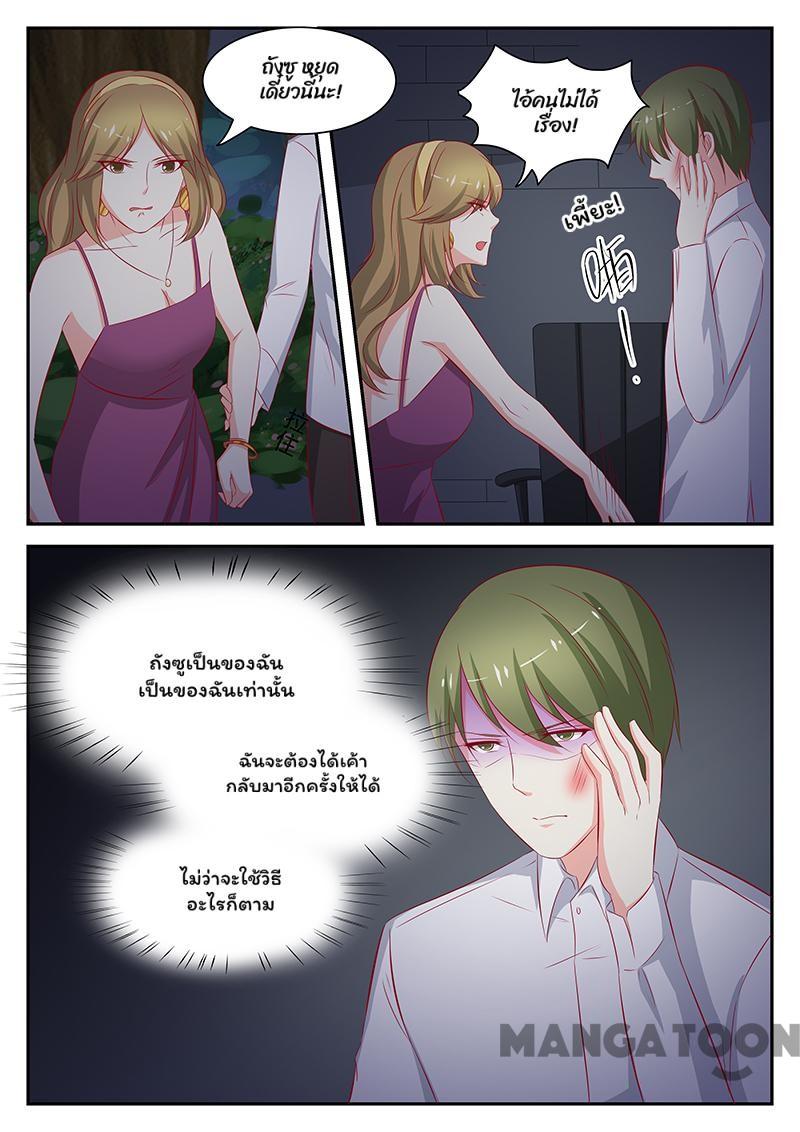 ถังซู หยุด
เดี๋ยวนี้นะ!
ไอ้คนไม่ได้
เรื่อง!
เพี้ยะ!
啪!
拉住
ถังซูเป็นของฉัน
เป็นของฉันเท่านั้น
ฉันจะต้องได้เค้า
กลับมาอีกครั้งให้ได้
ไม่ว่าจะใช้วิธี
อะไรก็ตาม
MANGATOON